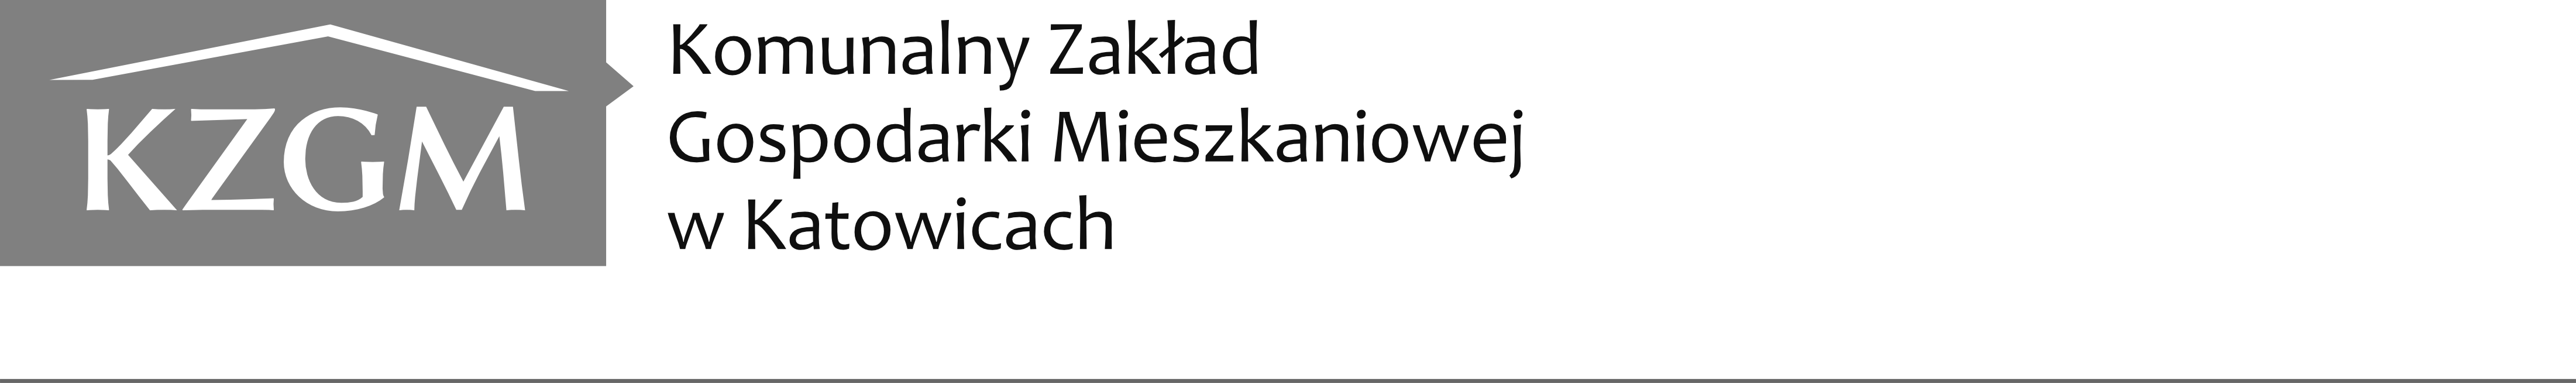 KZGM
Komunalny Zakład
Gospodarki Mieszkaniowej
w Katowicach